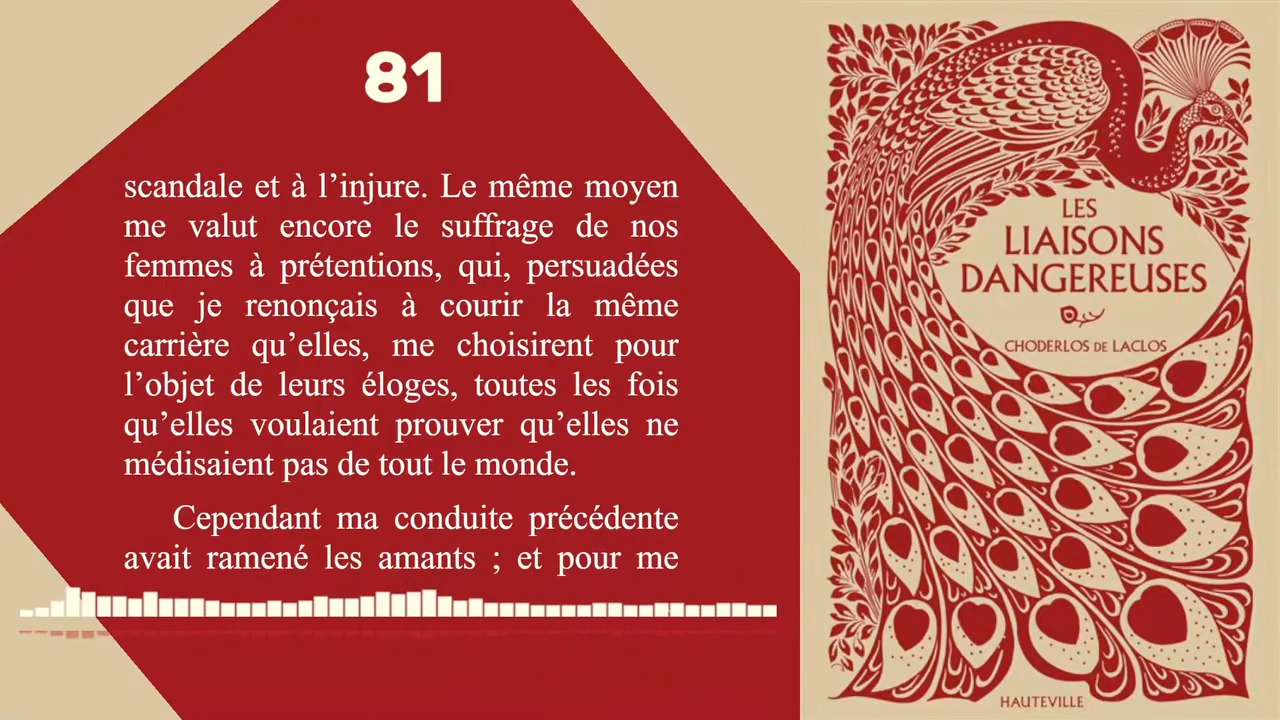 81
scandale et à l’injure. Le même moyen
me valut encore le suffrage de nos
femmes à prétentions, qui, persuadées
que je renonçais à courir la même
carrière qu’elles, me choisirent pour
l’objet de leurs éloges, toutes les fois
qu’elles voulaient prouver qu’elles ne
médisaient pas de tout le monde.
Cependant ma conduite précédente
avait ramené les amants ; et pour me
LES
LIAISONS
DANGEREUSES
CHODERLOS DE LACLOS
HAUTEVILLE